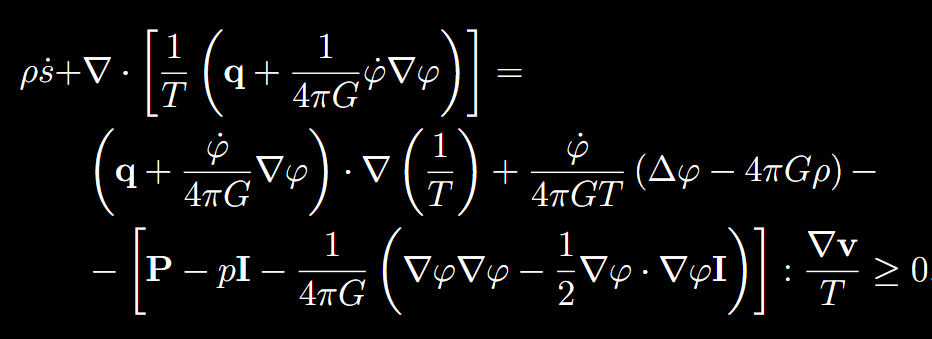 ρṡ+∇ · [1/T (q + 1/4πG φ̇∇φ)] =
(q + φ̇/4πG ∇φ) · ∇ (1/T) + φ̇/4πGT (Δφ − 4πGρ) −
− [P − pI − 1/4πG (∇φ∇φ − 1/2 ∇φ · ∇φI)] : ∇v/T ≥ 0.